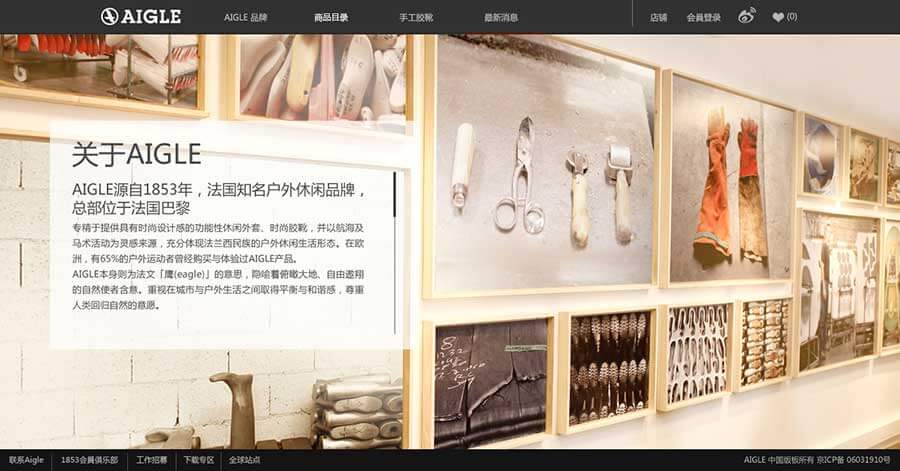 AIGLE
AIGLE 品牌
商品目录
手工胶靴
最新消息
店铺
会員登录
(0)
关于AIGLE
AIGLE源自1853年，法国知名户外休闲品牌，
总部位于法国巴黎
专精于提供具有时尚设计感的功能性休闲外套、时尚胶靴，并以航海及
马术活动为灵感来源，充分体现法兰西民族的户外休闲生活形态。在欧
洲，有65%的户外运动者曾经购买与体验过AIGLE产品。
AIGLE本身则为法文「鹰(eagle)」的意思，隐喻着俯瞰大地、自由遨翔
的自然使者含意。重视在城市与户外生活之间取得平衡与和谐感，尊重
人类回归自然的意愿。
联系Aigle
1853会員俱乐部
工作招募
下载专区
全球站点
AIGLE 中国版板所有 京ICP备 06031910号